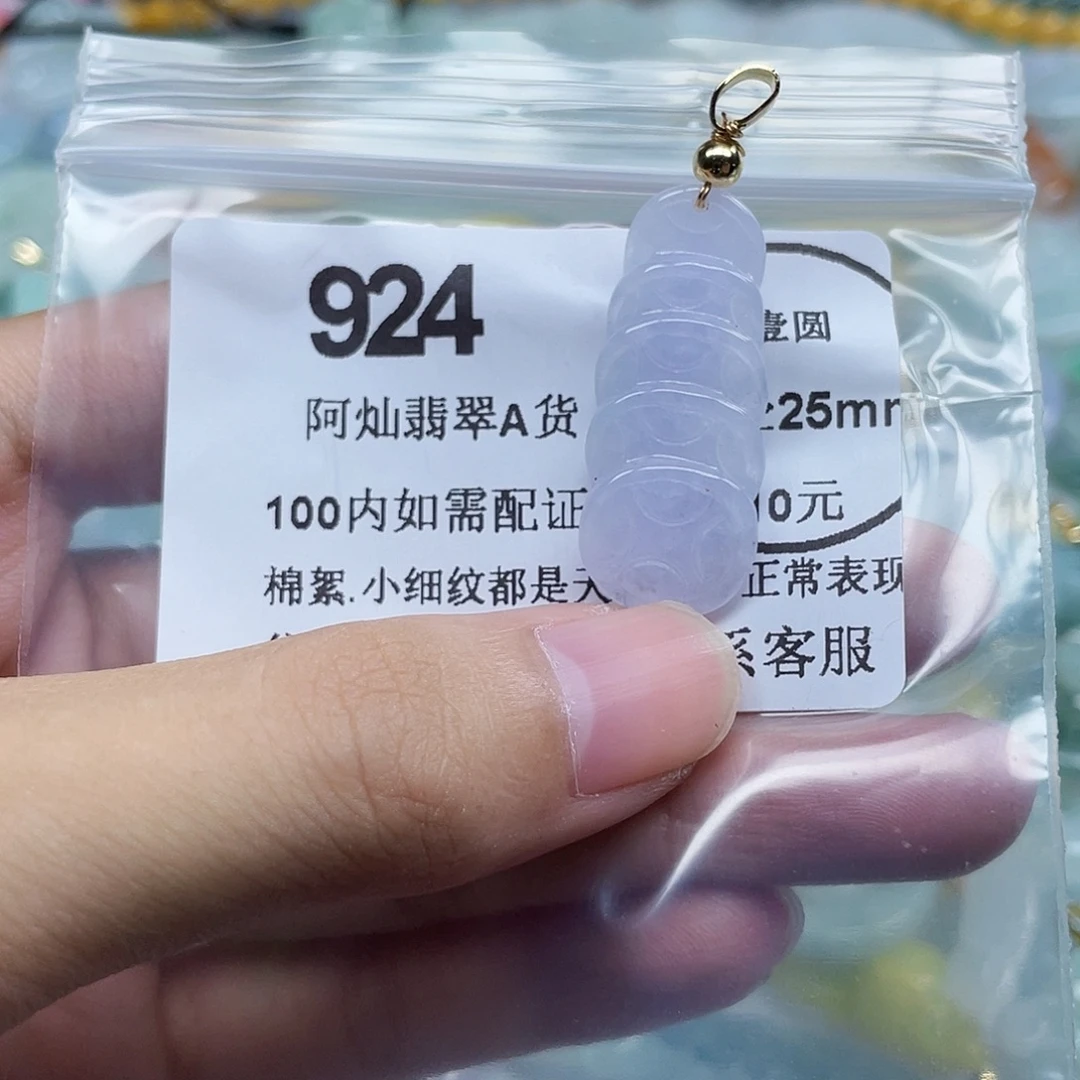 924
壹圆
阿灿翡翠A货
25mm
100内如需配证 10元
棉絮.小细纹都是天 正常表现
系客服